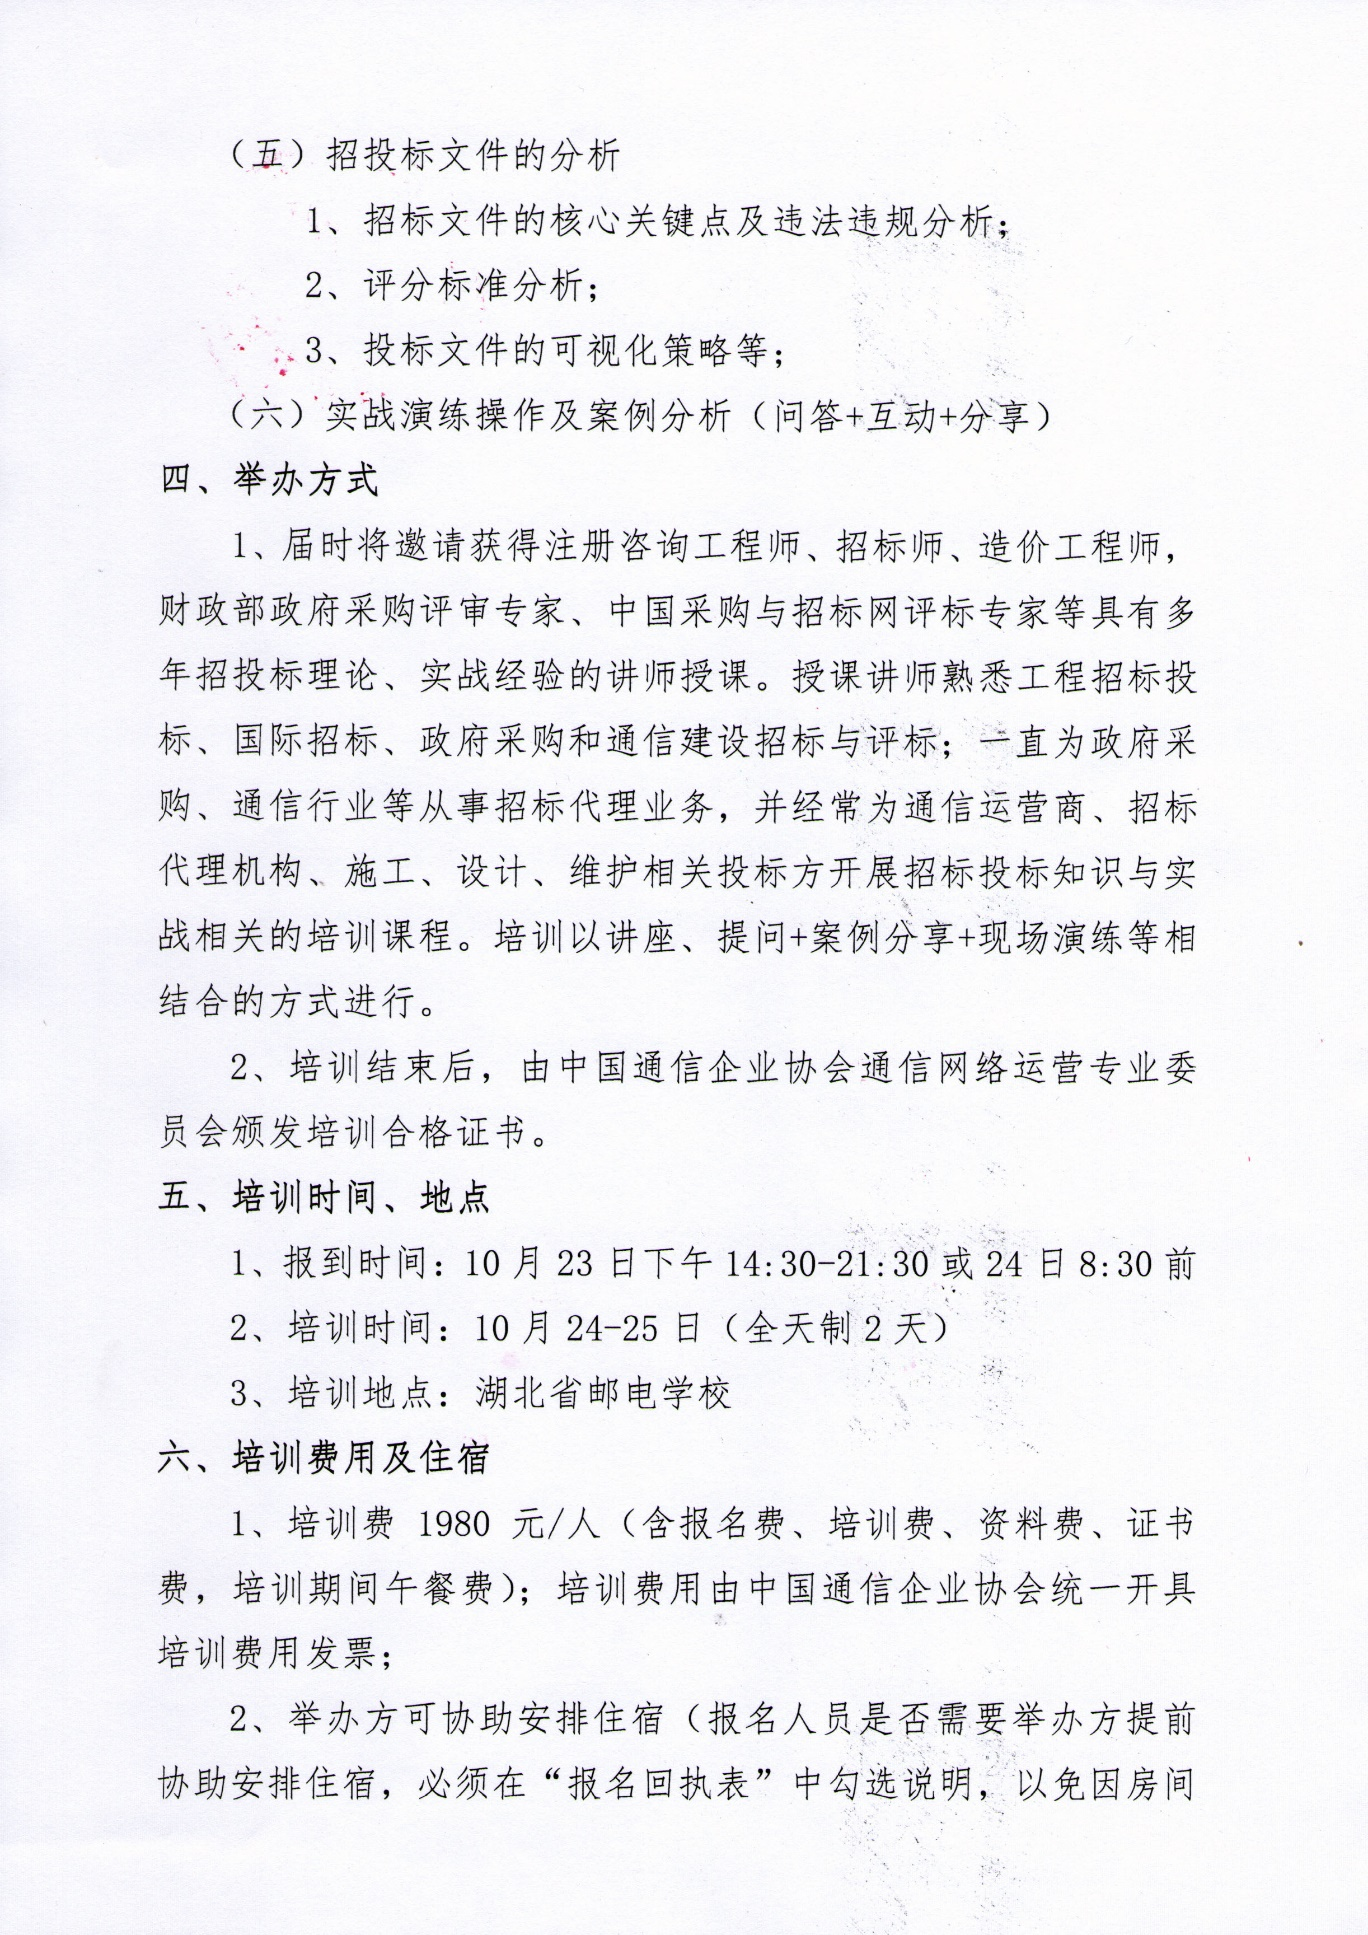 （五）招投标文件的分析
1、招标文件的核心关键点及违法违规分析；
2、评分标准分析；
3、投标文件的可视化策略等；
（六）实战演练操作及案例分析（问答+互动+分享）
四、举办方式
1、届时将邀请获得注册咨询工程师、招标师、造价工程师，
财政部政府采购评审专家、中国采购与招标网评标专家等具有多
年招投标理论、实战经验的讲师授课。授课讲师熟悉工程招标投
标、国际招标、政府采购和通信建设招标与评标；一直为政府采
购、通信行业等从事招标代理业务，并经常为通信运营商、招标
代理机构、施工、设计、维护相关投标方开展招标投标知识与实
战相关的培训课程。培训以讲座、提问+案例分享+现场演练等相
结合的方式进行。
2、培训结束后，由中国通信企业协会通信网络运营专业委
员会颁发培训合格证书。
五、培训时间、地点
1、报到时间：10月23日下午14:30-21:30或24日8:30前
2、培训时间：10月24-25日（全天制2天）
3、培训地点：湖北省邮电学校
六、培训费用及住宿
1、培训费 1980 元/人（含报名费、培训费、资料费、证书
费，培训期间午餐费）；培训费用由中国通信企业协会统一开具
培训费用发票；
2、举办方可协助安排住宿（报名人员是否需要举办方提前
协助安排住宿，必须在“报名回执表”中勾选说明，以免因房间